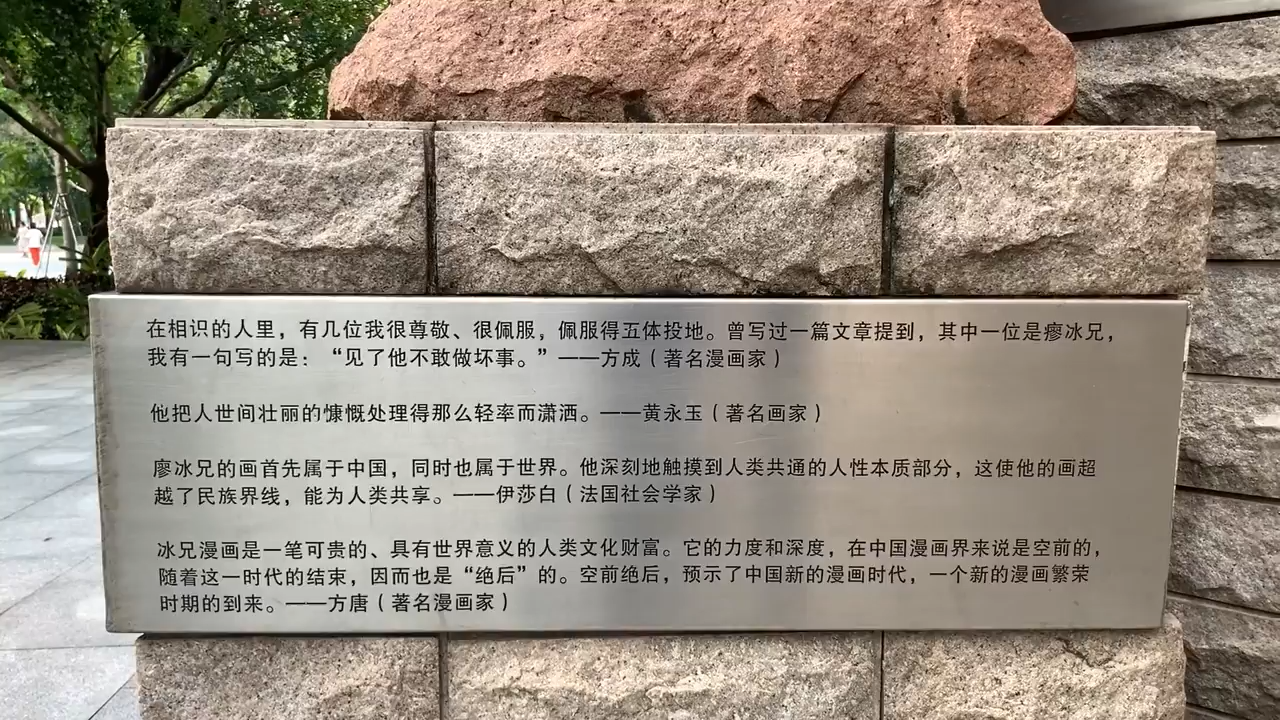 在相识的人里，有几位我很尊敬、很佩服，佩服得五体投地。曾写过一篇文章提到，其中一位是廖冰兄，
我有一句写的是：“见了他不敢做坏事。”——方成（著名漫画家）
他把人世间壮丽的慷慨处理得那么轻率而潇洒。——黄永玉（著名画家）
廖冰兄的画首先属于中国，同时也属于世界。他深刻地触摸到人类共通的人性本质部分，这使他的画超
越了民族界线，能为人类共享。——伊莎白（法国社会学家）
冰兄漫画是一笔可贵的、具有世界意义的人类文化财富。它的力度和深度，在中国漫画界来说是空前的，
随着这一时代的结束，因而也是“绝后”的。空前绝后，预示了中国新的漫画时代，一个新的漫画繁荣
时期的到来。——方唐（著名漫画家）